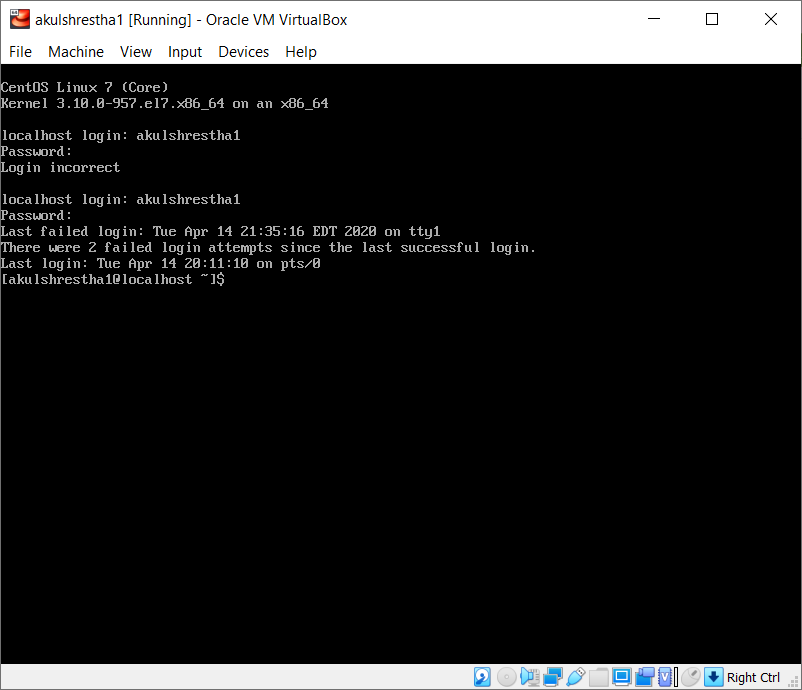 akulshrestha1 [Running] - Oracle VM VirtualBox
File Machine View Input Devices Help
CentOS Linux 7 (Core)
Kernel 3.10.0-957.el7.x86_64 on an x86_64
localhost login: akulshrestha1
Password:
Login incorrect
localhost login: akulshrestha1
Password:
Last failed login: Tue Apr 14 21:35:16 EDT 2020 on tty1
There were 2 failed login attempts since the last successful login.
Last login: Tue Apr 14 20:11:10 on pts/0
[akulshrestha1@localhost ~]$
Right Ctrl